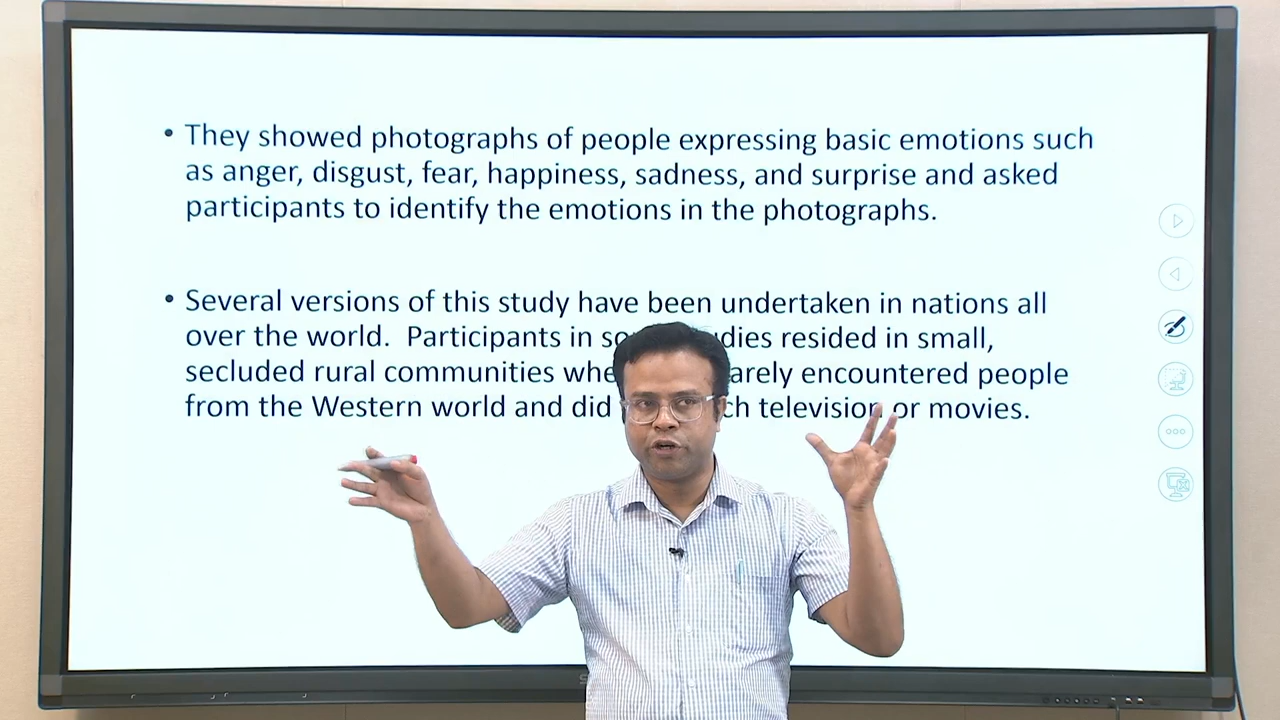 • They showed photographs of people expressing basic emotions such
as anger, disgust, fear, happiness, sadness, and surprise and asked
participants to identify the emotions in the photographs.
• Several versions of this study have been undertaken in nations all
over the world. Participants in studies resided in small,
secluded rural communities encountered people
from the Western world and did television or movies.